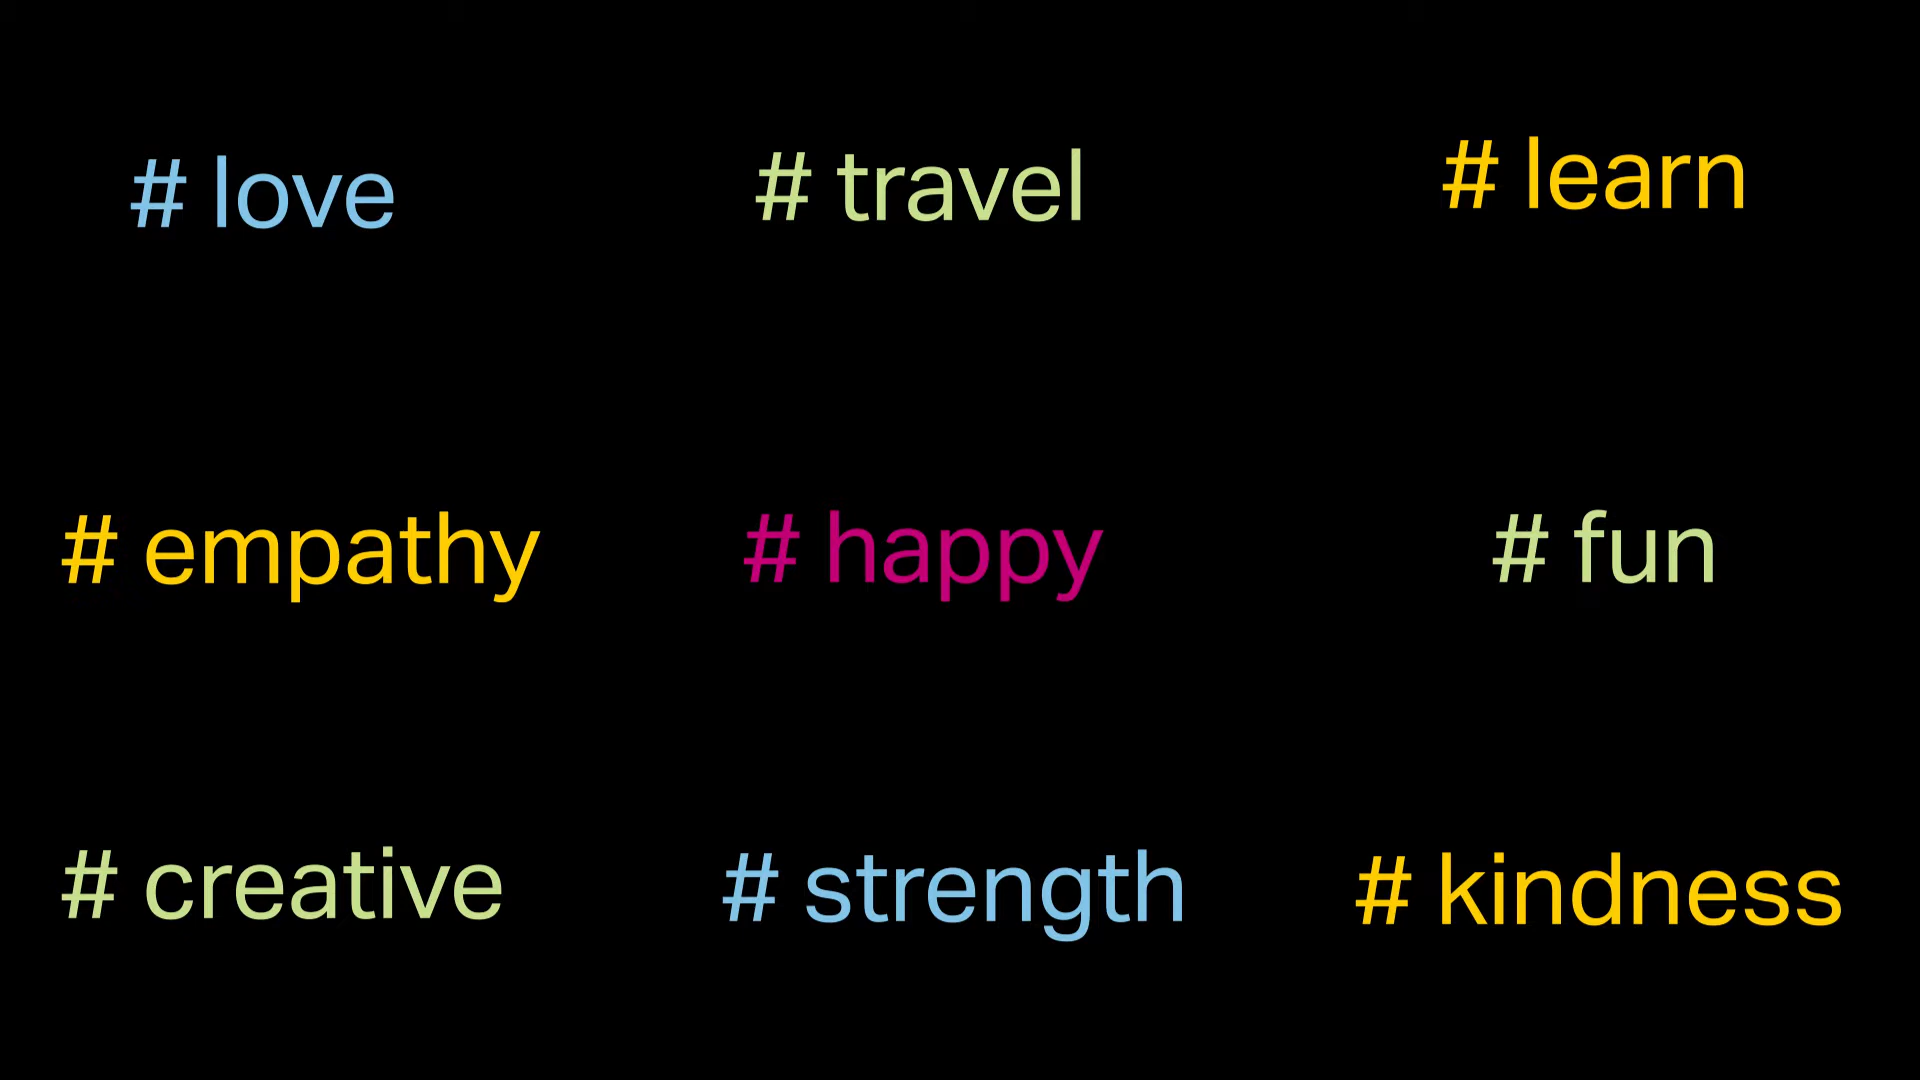 # love
# travel
# learn
# empathy
# happy
# fun
# creative
# strength
# kindness